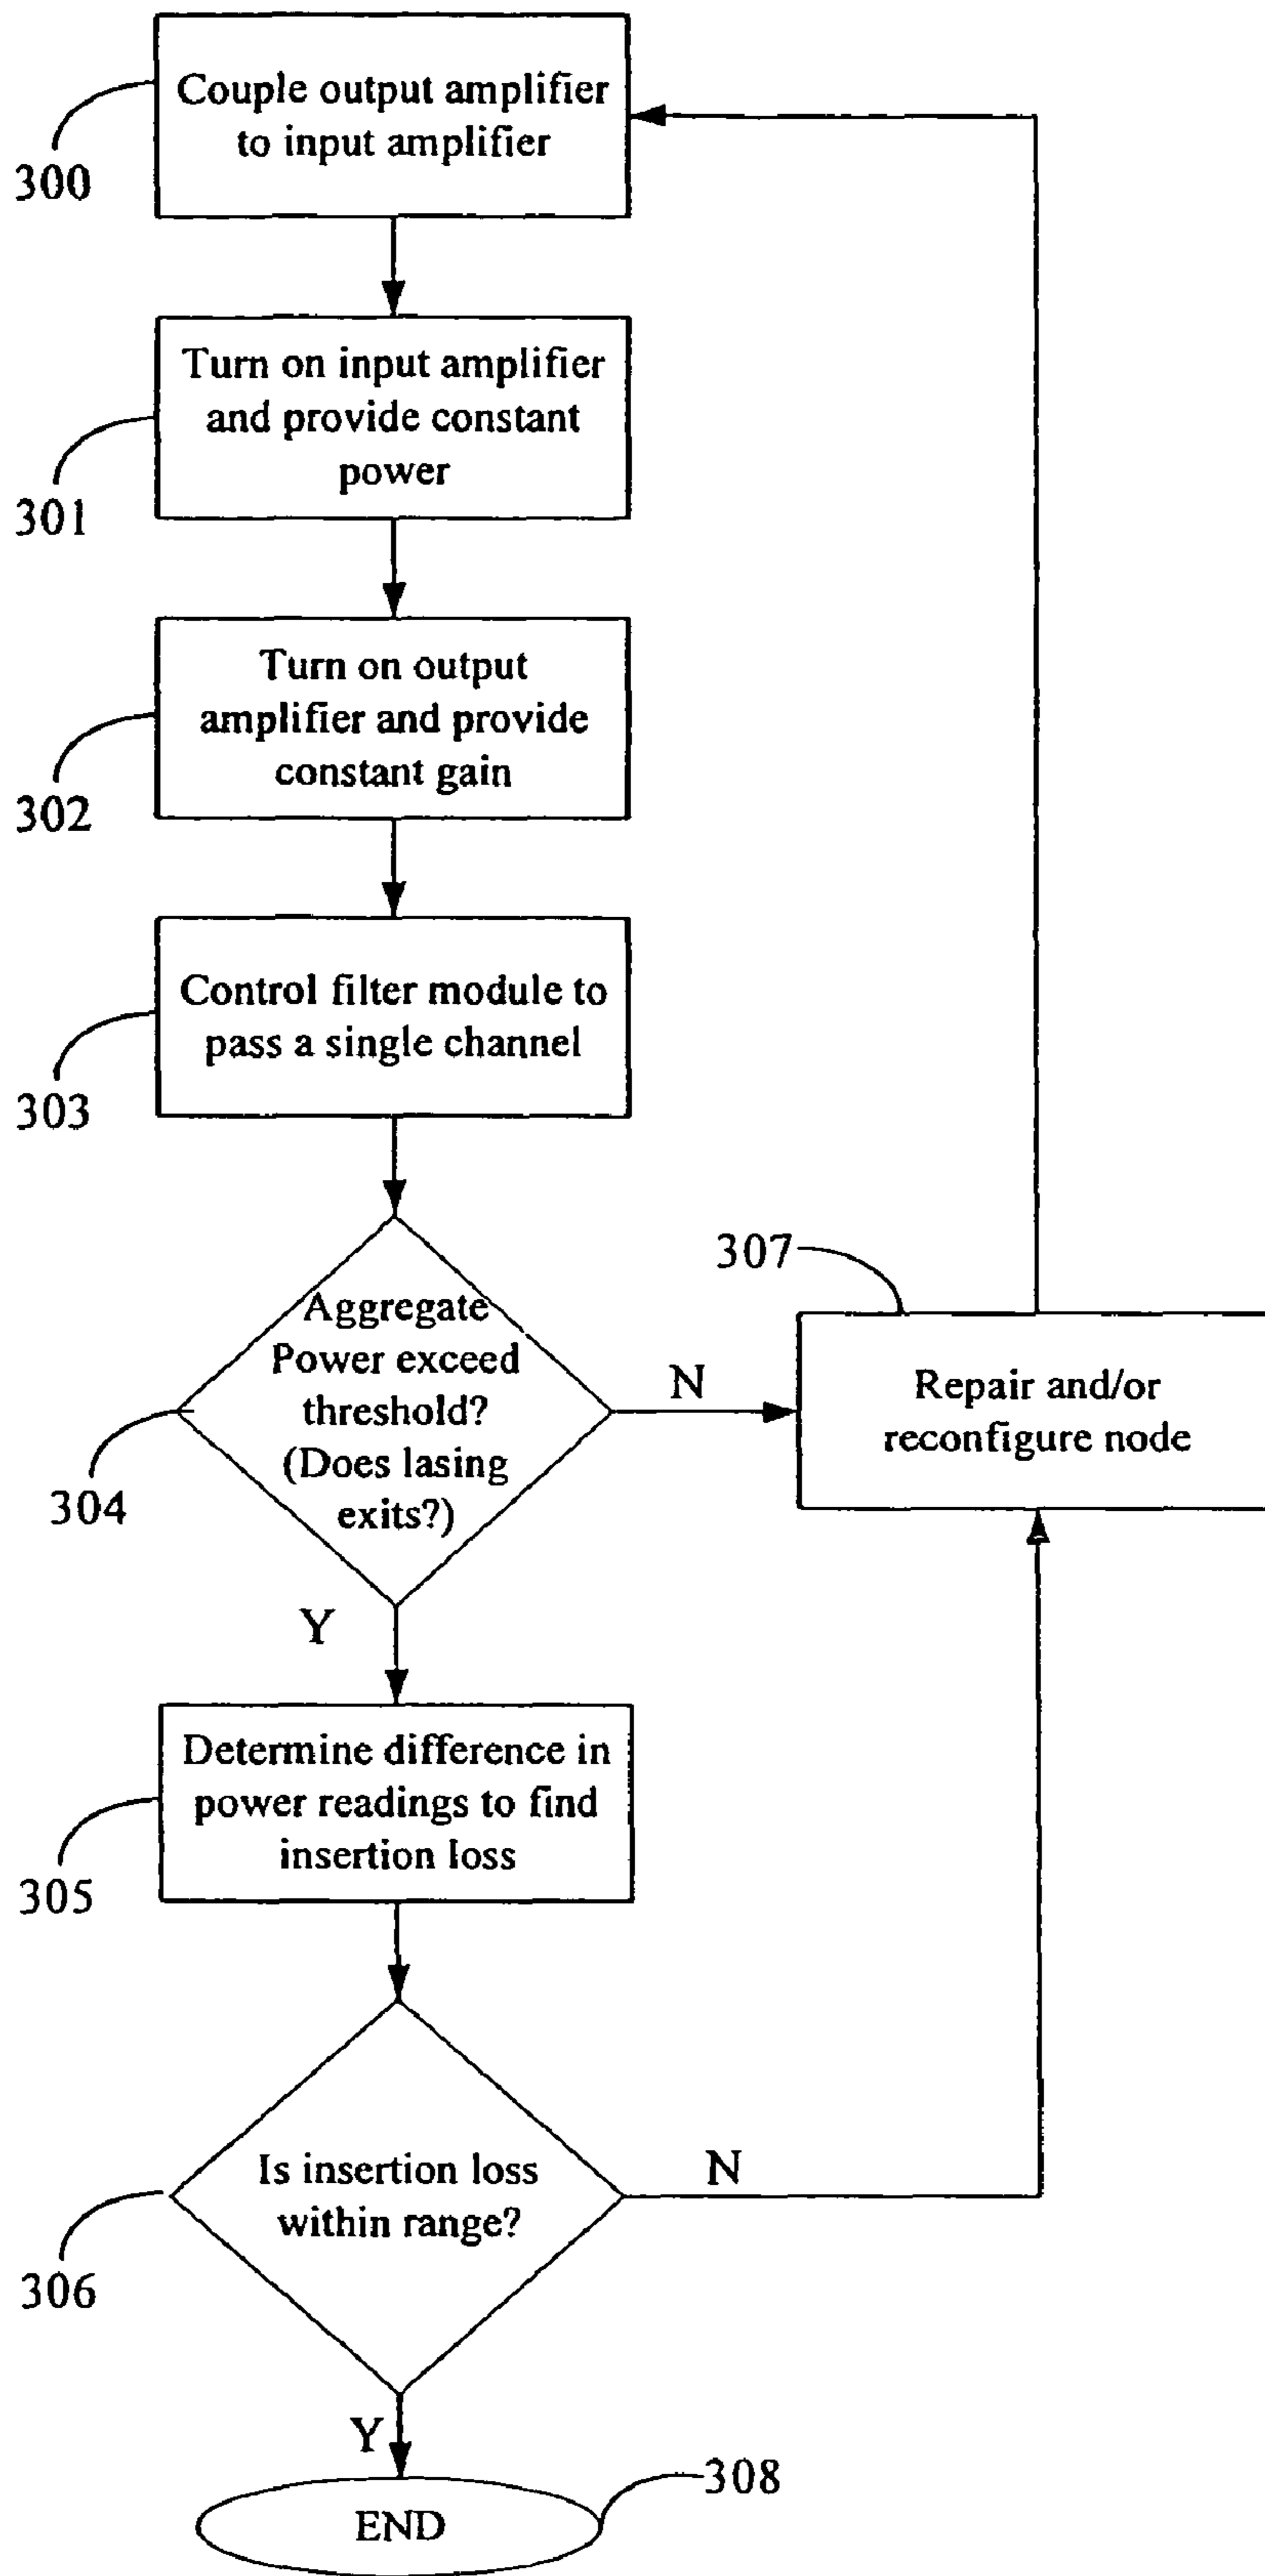 Couple output amplifier
to input amplifier
300
Turn on input amplifier
and provide constant
power
301
Turn on output
amplifier and provide
constant gain
302
Control filter module to
pass a single channel
303
Aggregate
Power exceed
threshold?
(Does lasing
exits?)
304
N
307
Repair and/or
reconfigure node
Y
Determine difference in
power readings to find
insertion loss
305
Is insertion loss
within range?
306
N
Y
308
END